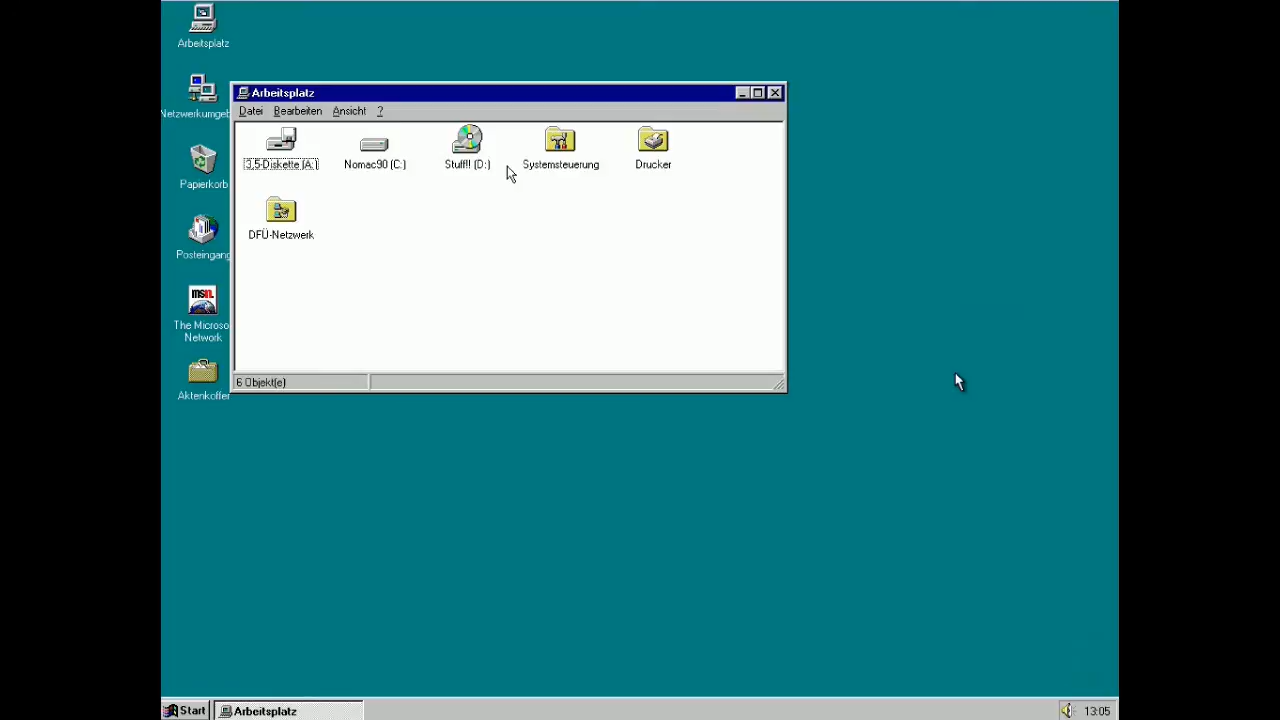 Arbeitsplatz
Netzwerkumgeb
Papierkorb
Posteingang
msn.
The Microso
Network
Aktenkoffer
Arbeitsplatz
Datei Bearbeiten Ansicht ?
3,5-Diskette (A:) Nomac90 (C:) Stuff!! (D:) Systemsteuerung Drucker
DFÜ-Netzwerk
6 Objekt(e)
Start Arbeitsplatz 13:05